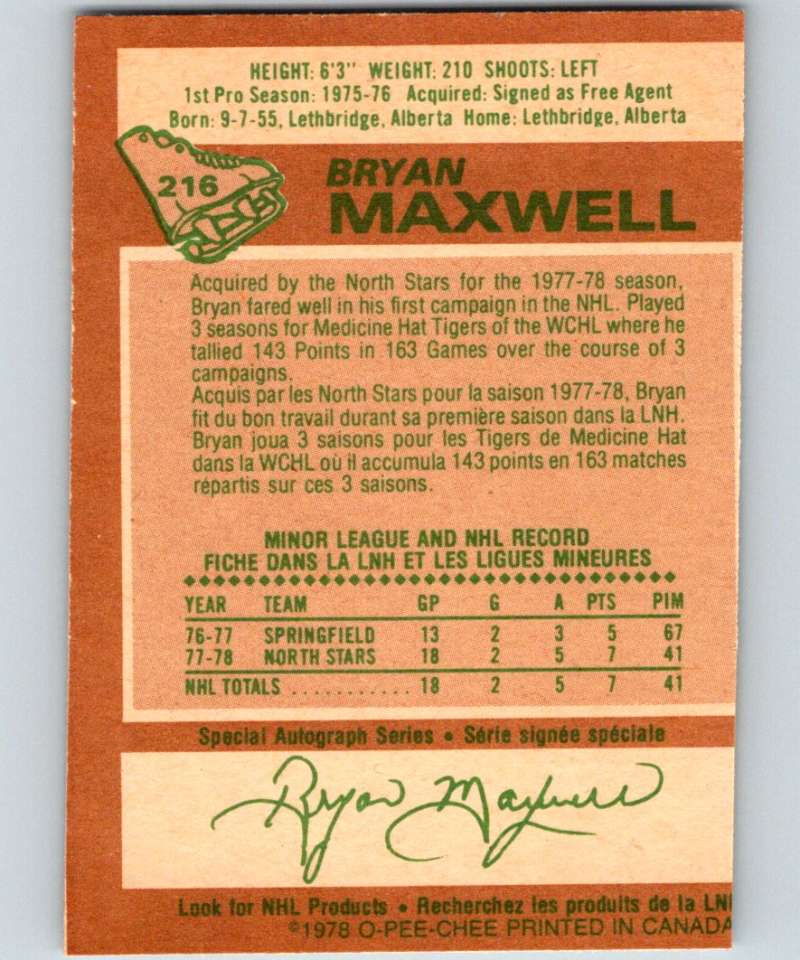 HEIGHT: 6'3" WEIGHT: 210 SHOOTS: LEFT
1st Pro Season: 1975-76 Acquired: Signed as Free Agent
Born: 9-7-55, Lethbridge, Alberta Home: Lethbridge, Alberta
216
BRYAN
MAXWELL
Acquired by the North Stars for the 1977-78 season,
Bryan fared well in his first campaign in the NHL. Played
3 seasons for Medicine Hat Tigers of the WCHL where he
tallied 143 Points in 163 Games over the course of 3
campaigns.
Acquis par les North Stars pour la saison 1977-78, Bryan
fit du bon travail durant sa première saison dans la LNH.
Bryan joua 3 saisons pour les Tigers de Medicine Hat
dans la WCHL où il accumula 143 points en 163 matches
répartis sur ces 3 saisons.
MINOR LEAGUE AND NHL RECORD
FICHE DANS LA LNH ET LES LIGUES MINEURES
YEAR TEAM GP G A PTS PIM
76-77 SPRINGFIELD 13 2 3 5 67
77-78 NORTH STARS 18 2 5 7 41
NHL TOTALS ........... 18 2 5 7 41
Special Autograph Series • Série signée spéciale
Bryan Maxwell
Look for NHL Products • Recherchez les produits de la LN
©1978 O-PEE-CHEE PRINTED IN CANADA